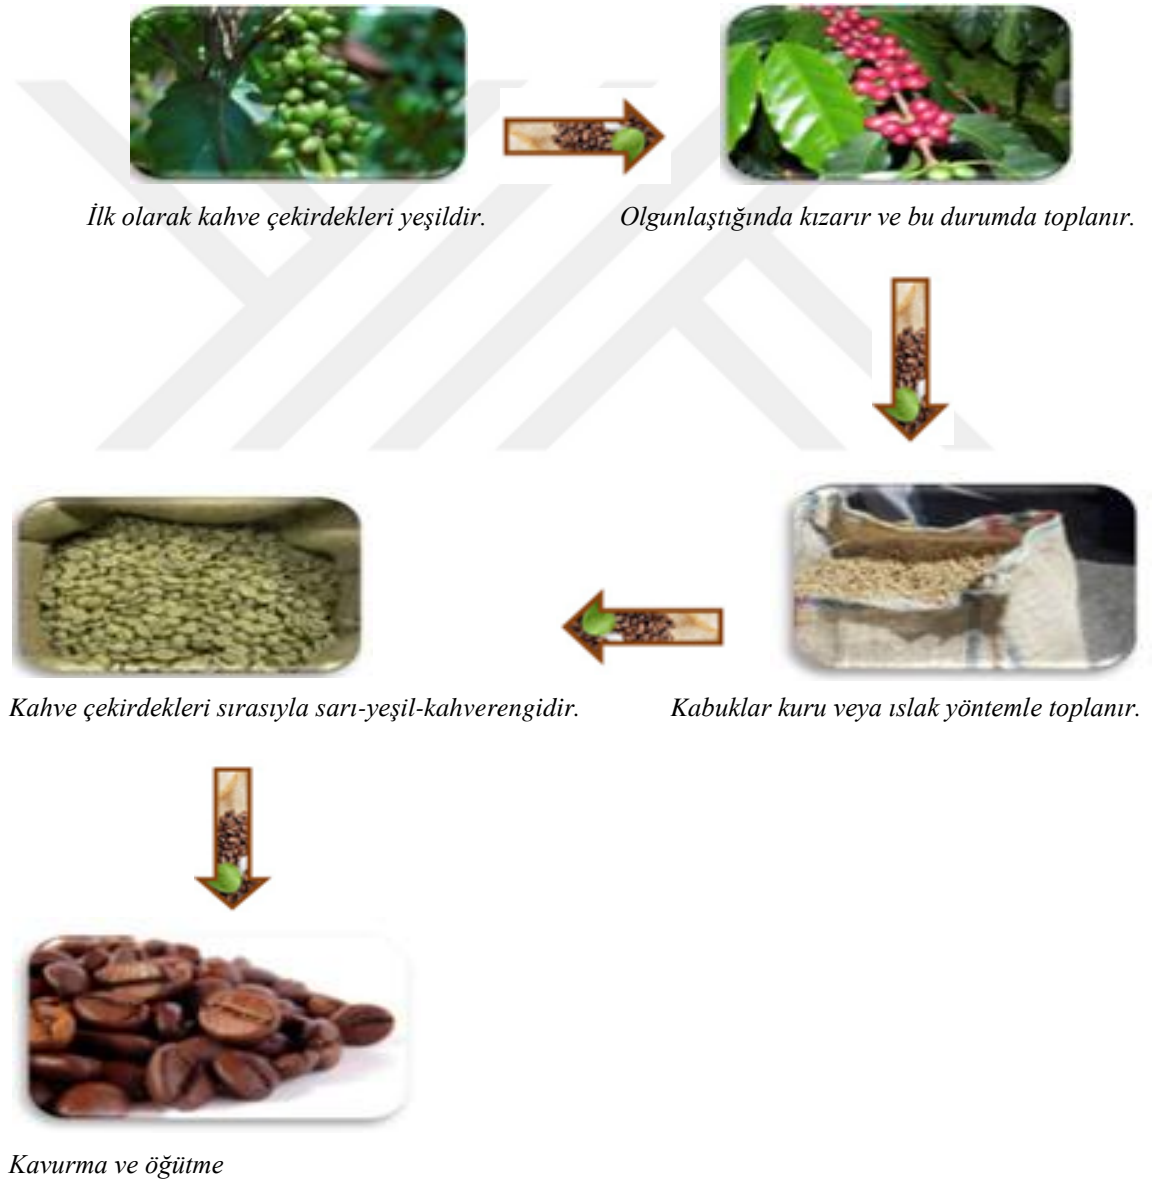 İlk olarak kahve çekirdekleri yeşildir.
Olgunlaştığında kızarır ve bu durumda toplanır.
Kabuklar kuru veya ıslak yöntemle toplanır.
Kahve çekirdekleri sırasıyla sarı-yeşil-kahverengidir.
Kavurma ve öğütme